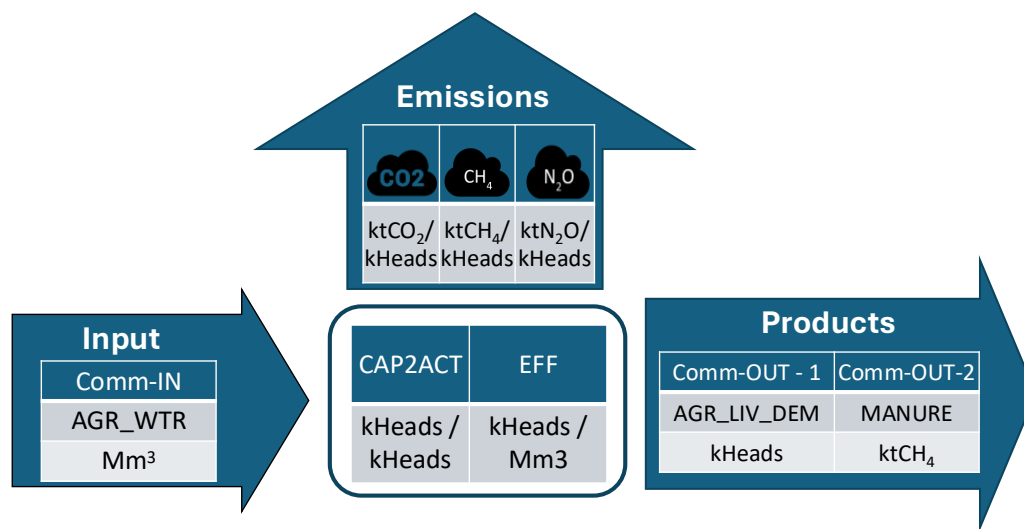 Emissions
CO2 CH₄ N₂O
ktCO₂/ ktCH₄/ ktN₂O/
kHeads kHeads kHeads
Input
Comm-IN
AGR_WTR
Mm³
CAP2ACT EFF
kHeads / kHeads /
kHeads Mm3
Products
Comm-OUT - 1 Comm-OUT-2
AGR_LIV_DEM MANURE
kHeads ktCH₄